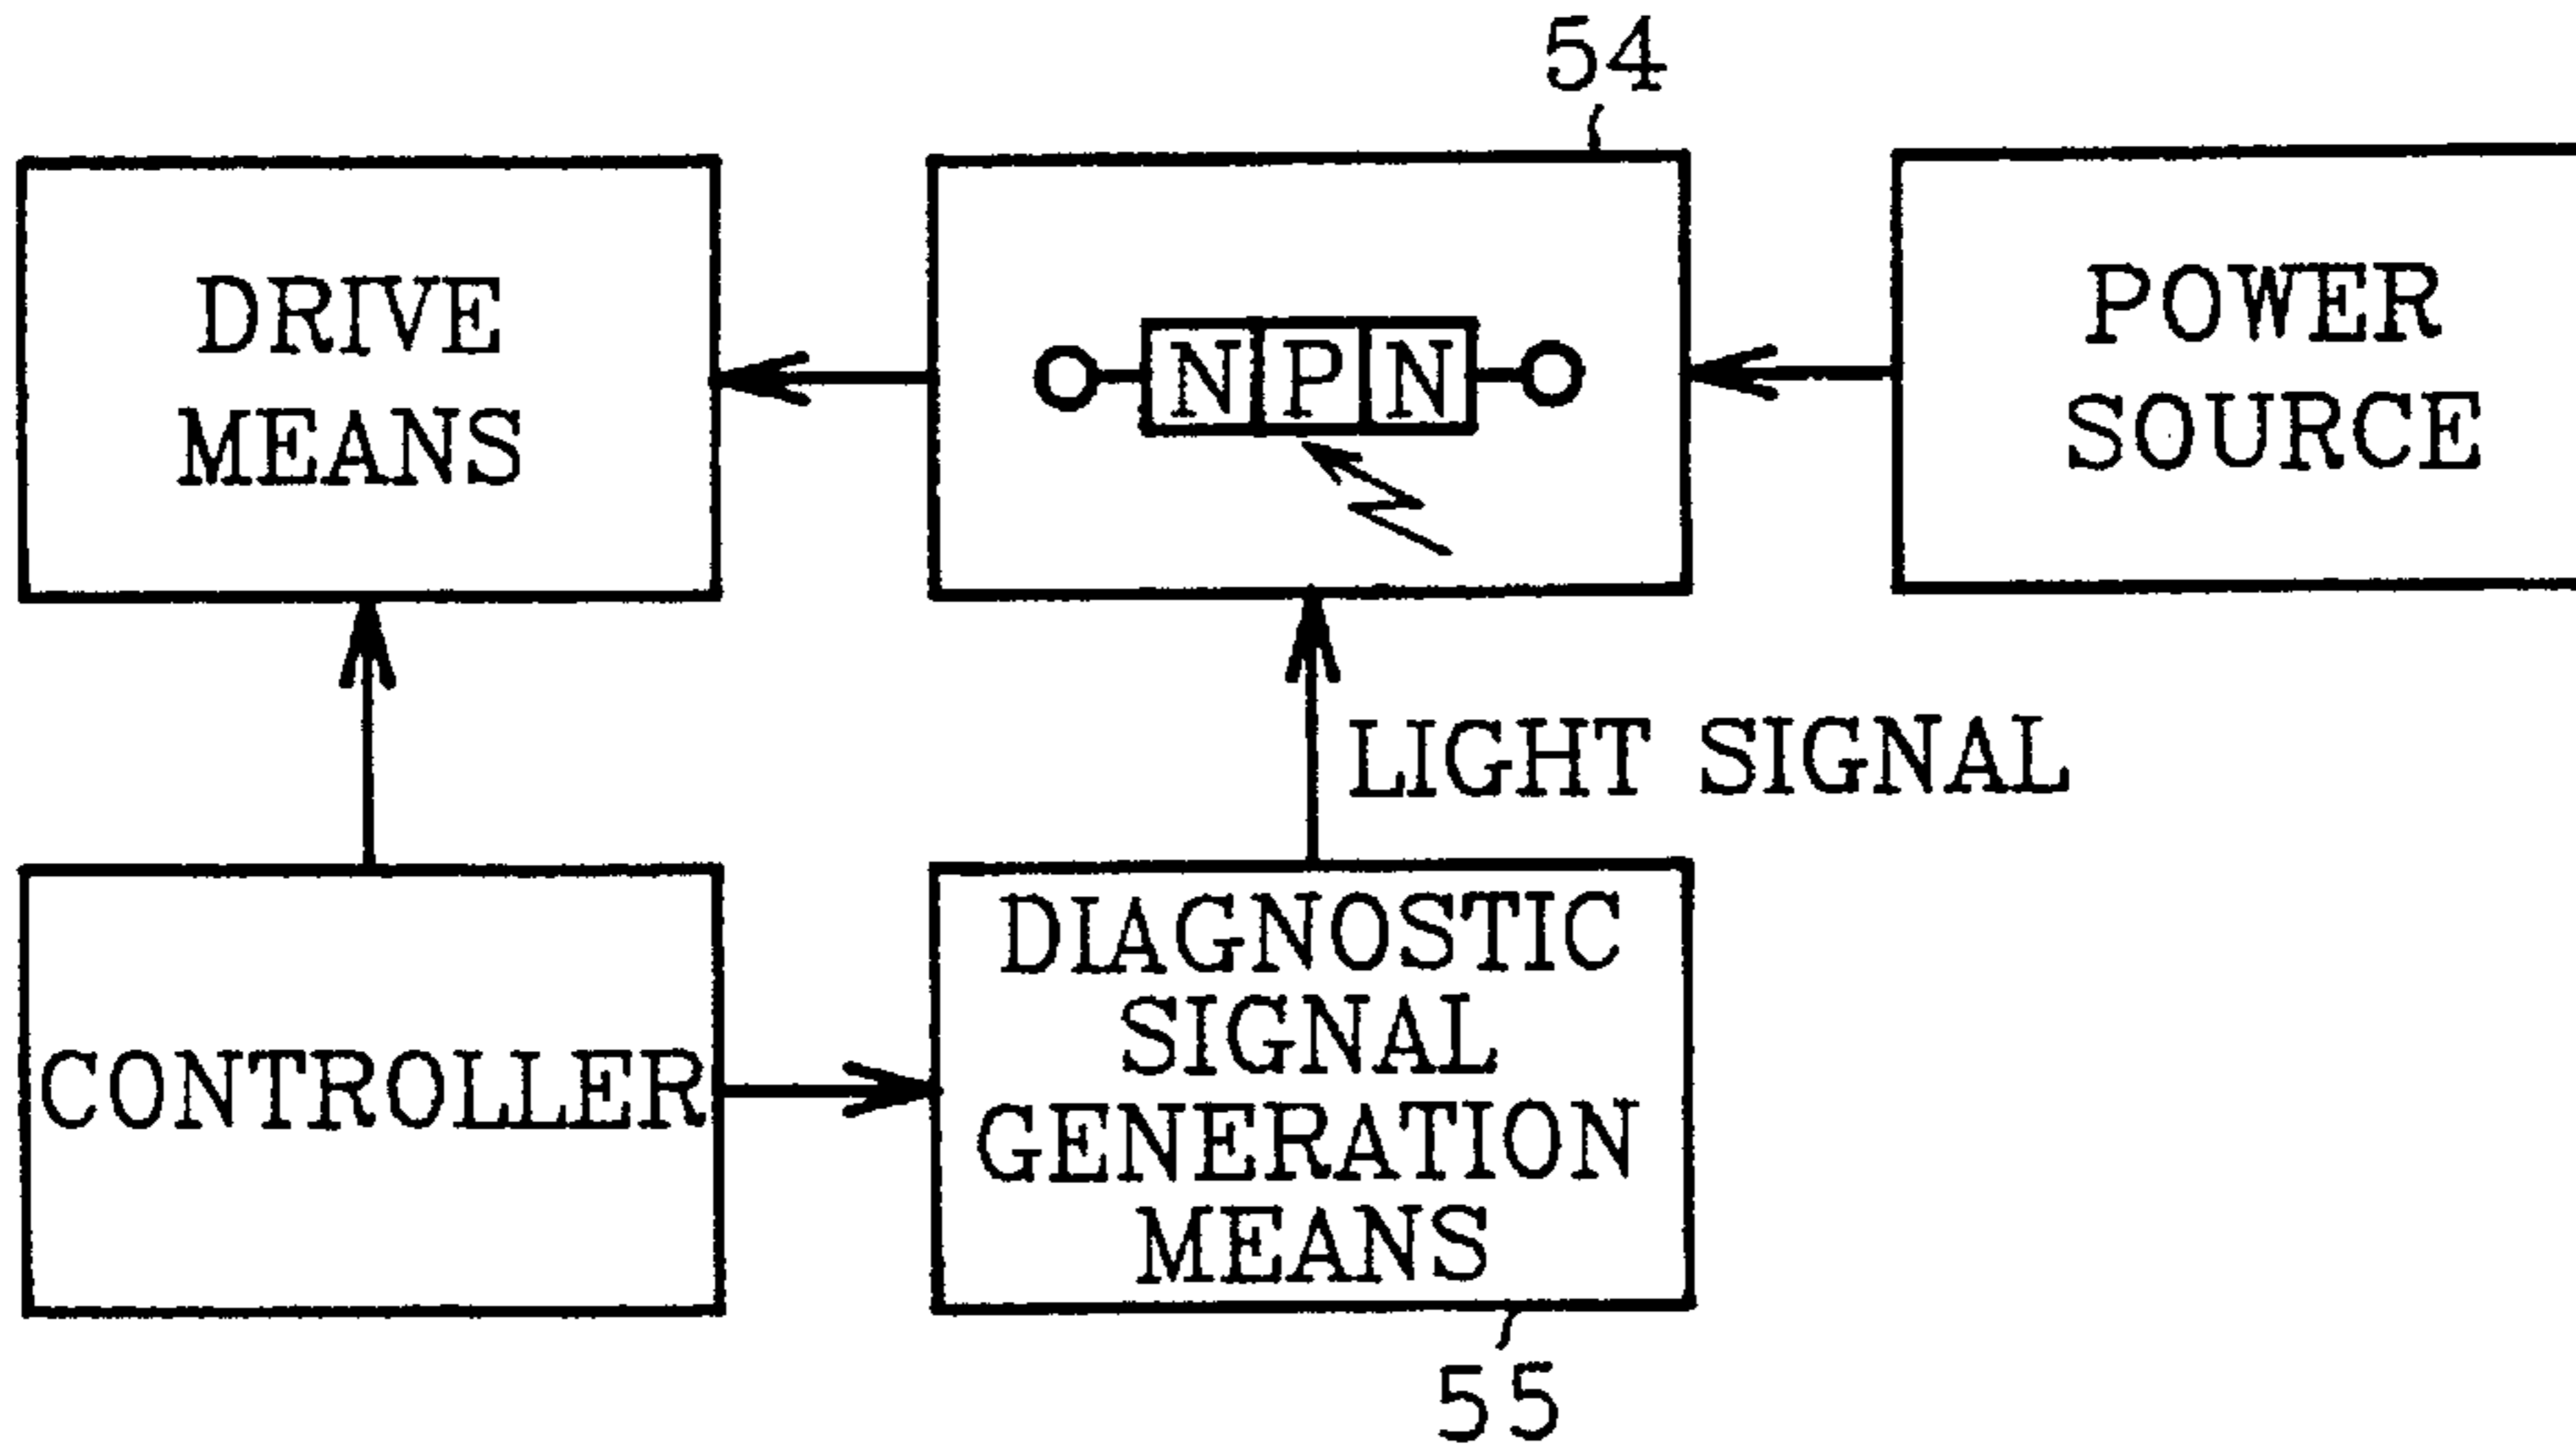 54
DRIVE
MEANS
N P N
POWER
SOURCE
LIGHT SIGNAL
CONTROLLER
DIAGNOSTIC
SIGNAL
GENERATION
MEANS
55